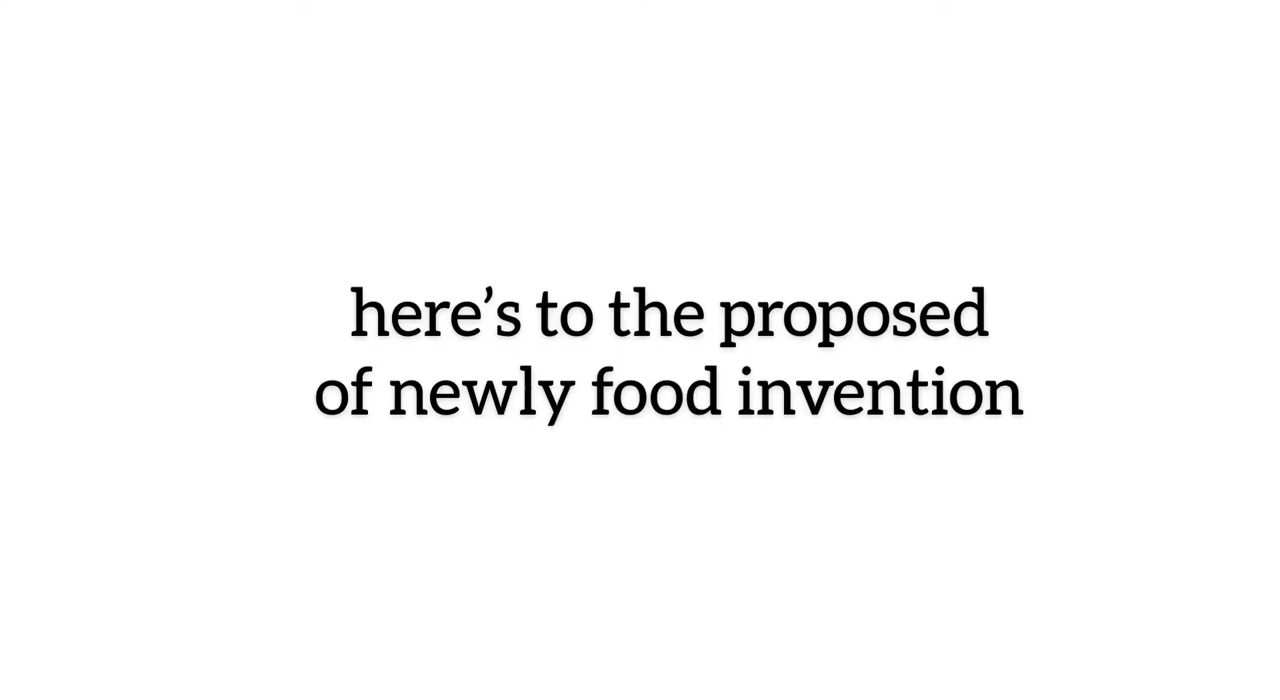 here’s to the proposed
of newly food invention